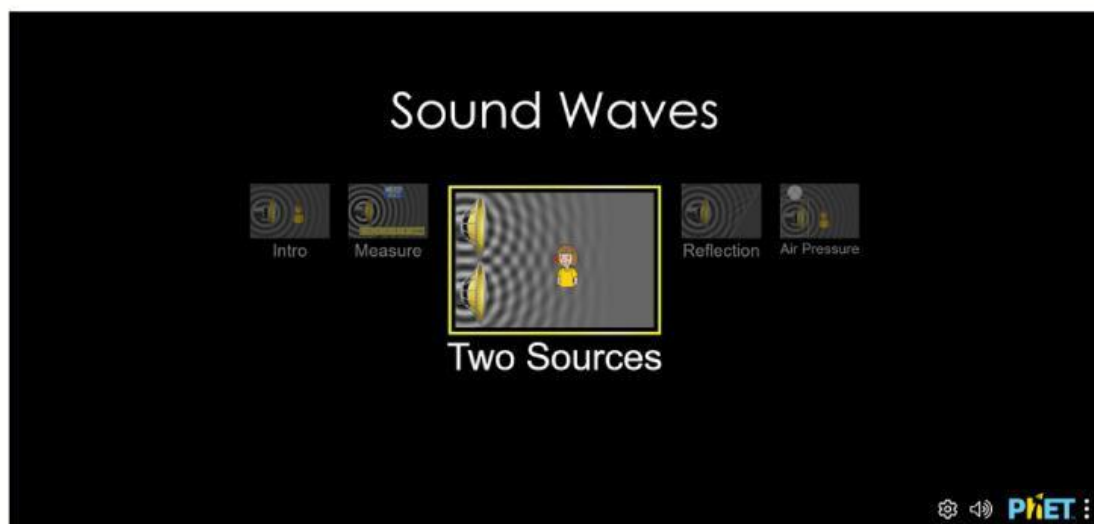 Sound Waves
Intro
Measure
Two Sources
Reflection
Air Pressure
PhET